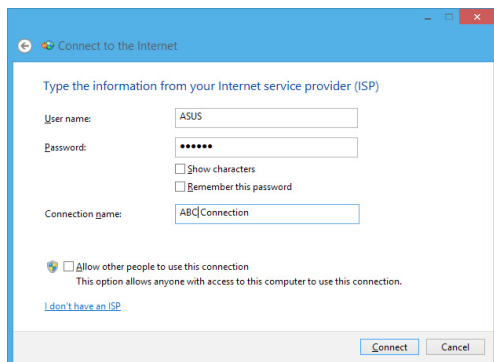 Connect to the Internet
Type the information from your Internet service provider (ISP)
User name: ASUS
Password: ••••••
Show characters
Remember this password
Connection name: ABC Connection
Allow other people to use this connection
This option allows anyone with access to this computer to use this connection.
I don't have an ISP
Connect Cancel